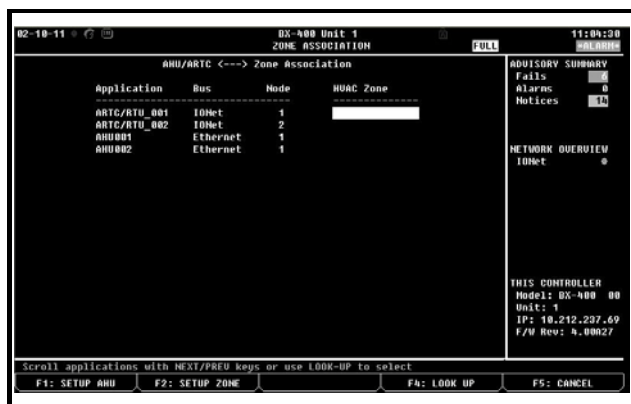 02-10-11 BX-400 Unit 1 11:04:30
ZONE ASSOCIATION FULL *ALARM*
AHU/ARTC <---> Zone Association
Application Bus Node HVAC Zone
ARTC/RTU_001 IONet 1
ARTC/RTU_002 IONet 2
AHU001 Ethernet 1
AHU002 Ethernet 1
ADVISORY SUMMARY
Fails 6
Alarms 0
Notices 14
NETWORK OVERVIEW
IONet
THIS CONTROLLER
Model: BX-400 00
Unit: 1
IP: 10.212.237.69
F/W Rev: 4.00A27
Scroll applications with NEXT/PREV keys or use LOOK-UP to select
F1: SETUP AHU F2: SETUP ZONE F4: LOOK UP F5: CANCEL